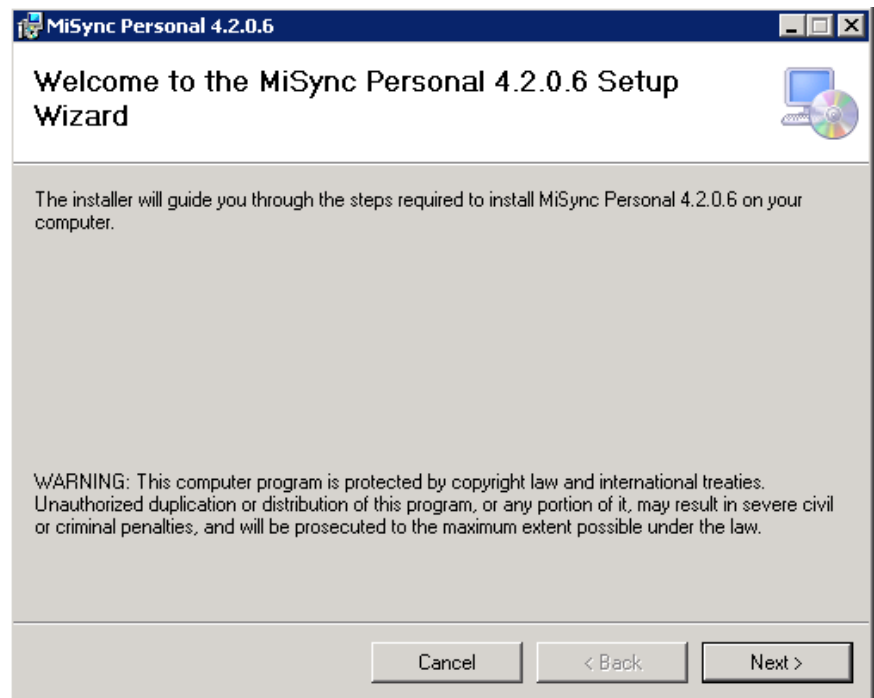 MiSync Personal 4.2.0.6
Welcome to the MiSync Personal 4.2.0.6 Setup
Wizard
The installer will guide you through the steps required to install MiSync Personal 4.2.0.6 on your
computer.
WARNING: This computer program is protected by copyright law and international treaties.
Unauthorized duplication or distribution of this program, or any portion of it, may result in severe civil
or criminal penalties, and will be prosecuted to the maximum extent possible under the law.
Cancel < Back Next >